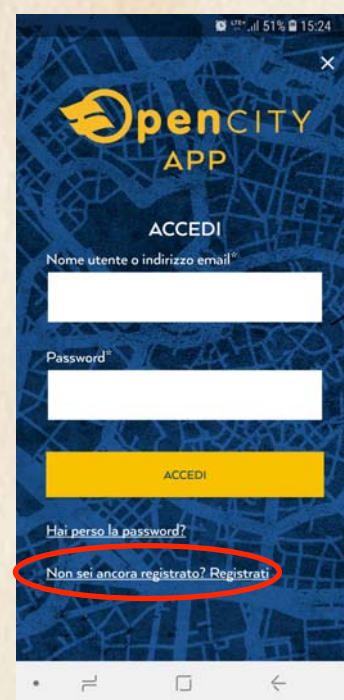 LTE+ 51% 15:24
×
OpenCITY
APP
ACCEDI
Nome utente o indirizzo email*
Password*
ACCEDI
Hai perso la password?
Non sei ancora registrato? Registrati